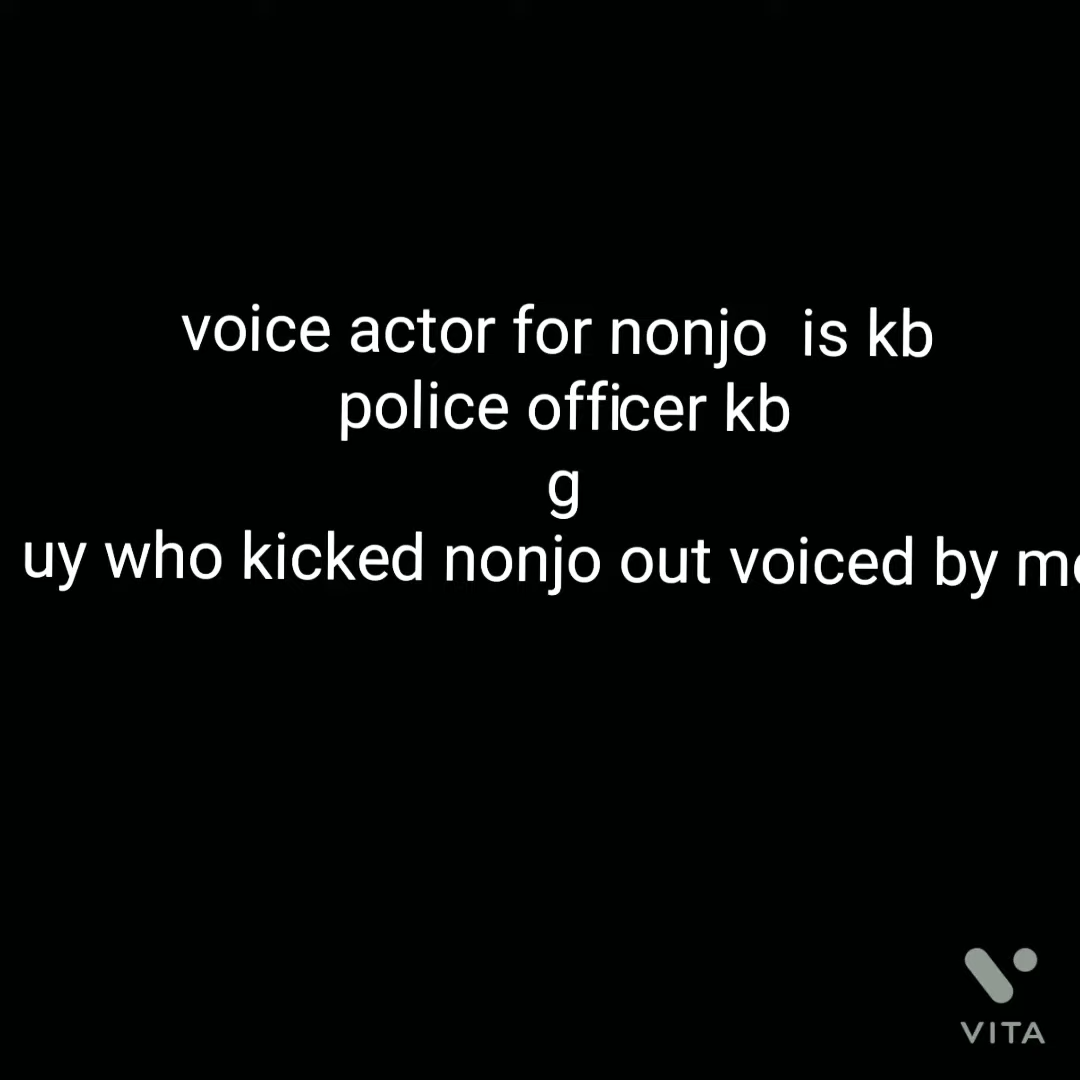 voice actor for nonjo  is kb
police officer kb
g
uy who kicked nonjo out voiced by
VITA